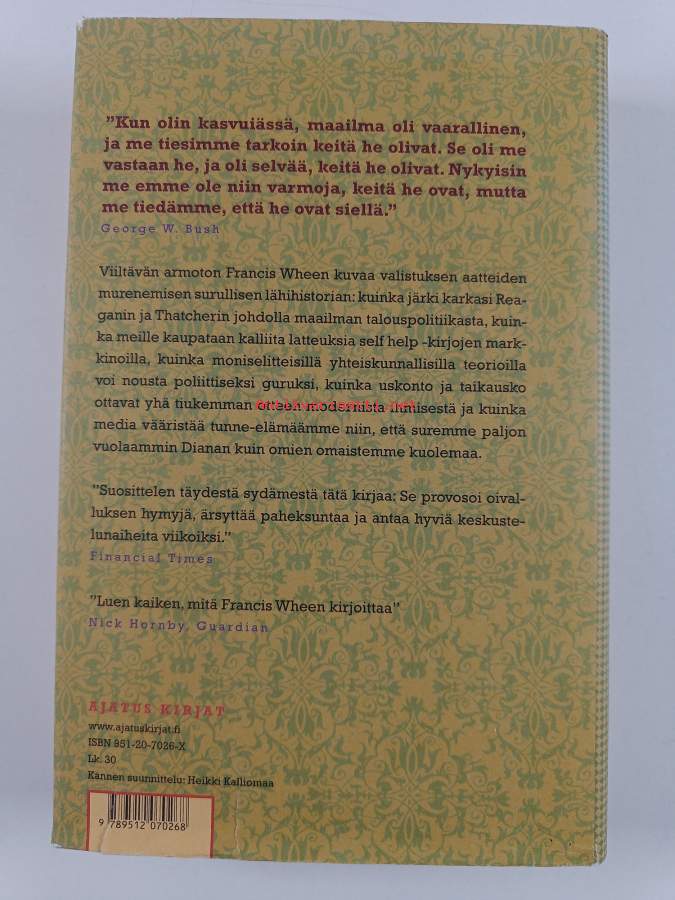 ”Kun olin kasvuiässä, maailma oli vaarallinen,
ja me tiesimme tarkoin keitä he olivat. Se oli me
vastaan he, ja oli selvää, keitä he olivat. Nykyisin
me emme ole niin varmoja, keitä he ovat, mutta
me tiedämme, että he ovat siellä.”
George W. Bush
Viiltävän armoton Francis Wheen kuvaa valistuksen aatteiden
murenemisen surullisen lähihistorian: kuinka järki karkasi Rea-
ganin ja Thatcherin johdolla maailman talouspolitiikasta, kuin-
ka meille kaupataan kalliita latteuksia self help -kirjojen mark-
kinoilla, kuinka moniselitteisillä yhteiskunnallisilla teorioilla
voi nousta poliittiseksi guruksi, kuinka uskonto ja taikausko
ottavat yhä tiukemman otteen modernista ihmisestä ja kuinka
media vääristää tunne-elämäämme niin, että suremme paljon
vuolaammin Dianan kuin omien omaistemme kuolemaa.
”Suosittelen täydestä sydämestä tätä kirjaa: Se provosoi oival-
luksen hymyjä, ärsyttää paheksuntaa ja antaa hyviä keskuste-
lunaiheita viikoiksi.”
Financial Times
”Luen kaiken, mitä Francis Wheen kirjoittaa”
Nick Hornby, Guardian
AJATUS KIRJAT
www.ajatuskirjat.fi
ISBN 951-20-7026-X
Lk. 30
Kannen suunnittelu: Heikki Kalliomaa
9 789512 070268